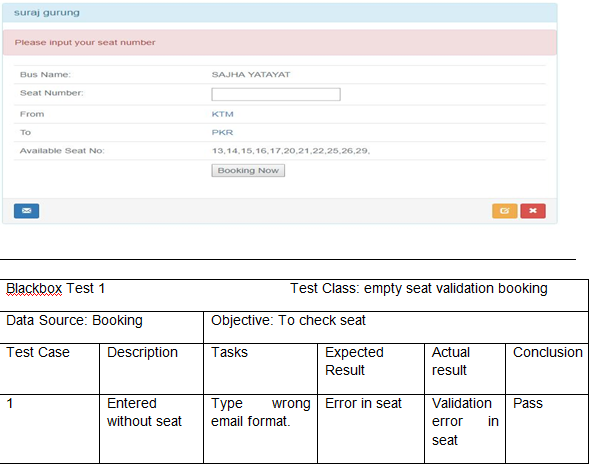 suraj gurung
Please input your seat number
Bus Name: SAJHA YATAYAT
Seat Number:
From KTM
To PKR
Available Seat No: 13,14,15,16,17,20,21,22,25,26,29,
Booking Now
Blackbox Test 1 Test Class: empty seat validation booking
Data Source: Booking Objective: To check seat
Test Case Description Tasks Expected Result Actual result Conclusion
1 Entered without seat Type wrong email format. Error in seat Validation error in seat Pass